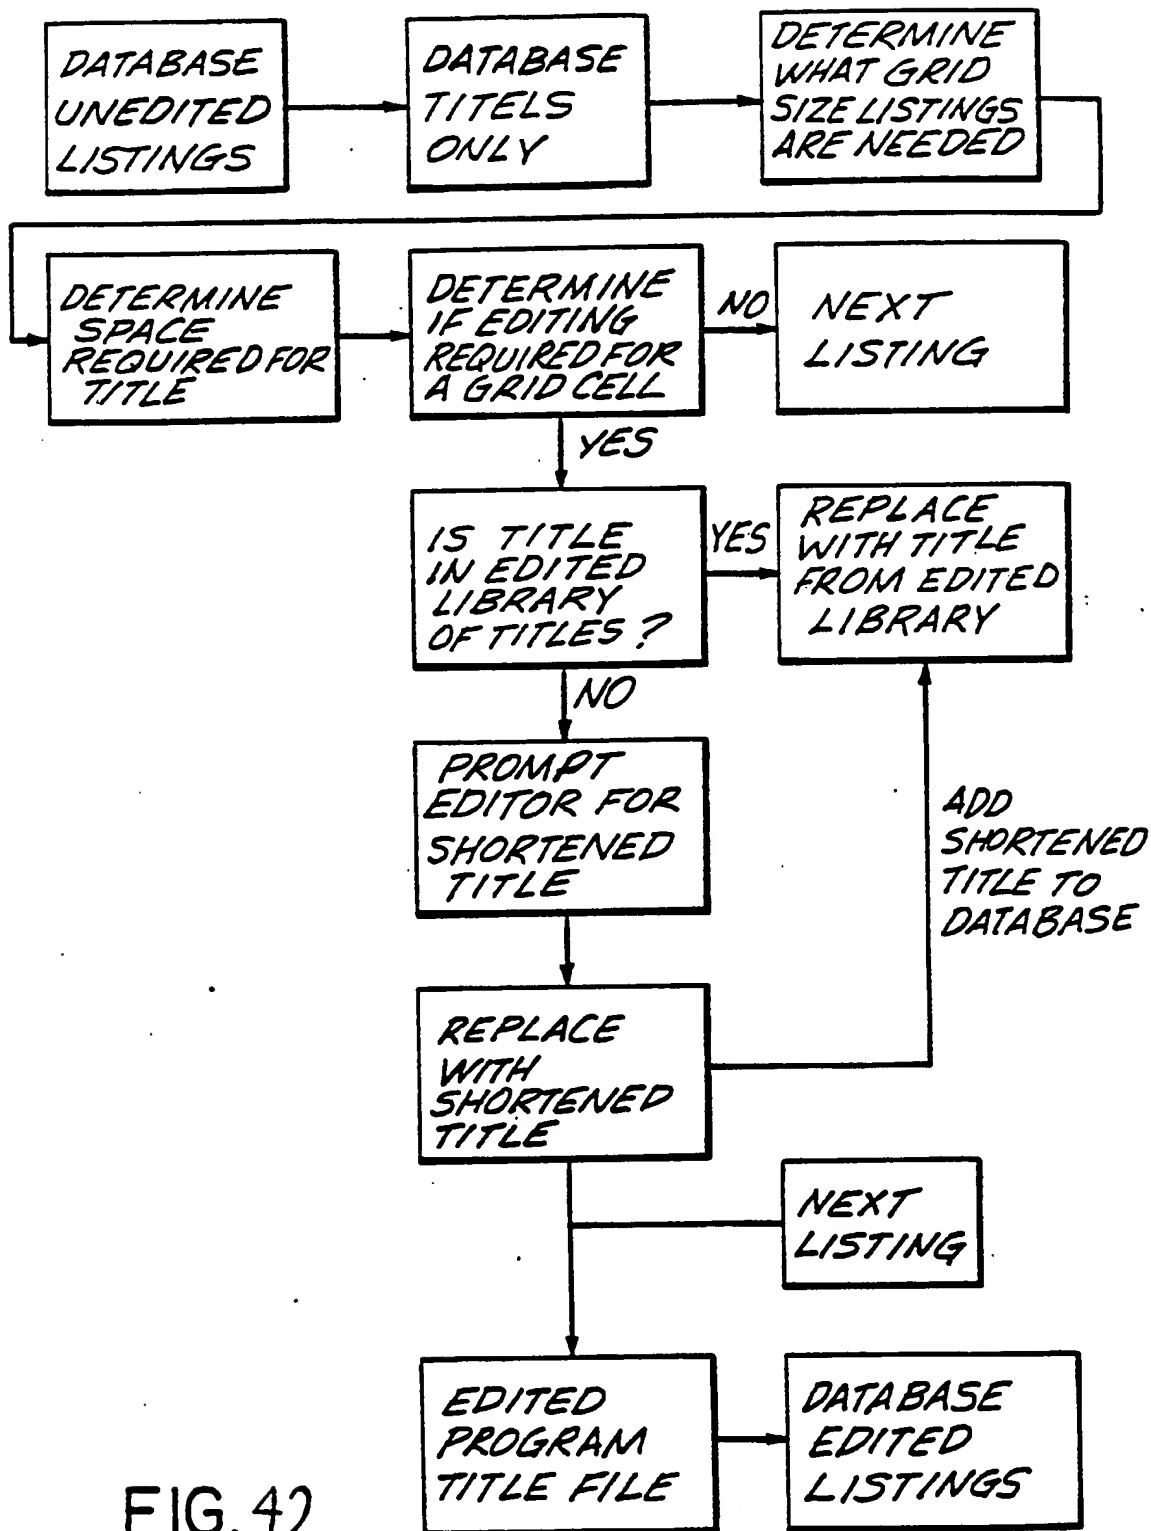 DATABASE
UNEDITED
LISTINGS
DATABASE
TITELS
ONLY
DETERMINE
WHAT GRID
SIZE LISTINGS
ARE NEEDED
DETERMINE
SPACE
REQUIRED FOR
TITLE
DETERMINE
IF EDITING
REQUIRED FOR
A GRID CELL
NO
NEXT
LISTING
YES
IS TITLE
IN EDITED
LIBRARY
OF TITLES?
YES
REPLACE
WITH TITLE
FROM EDITED
LIBRARY
NO
PROMPT
EDITOR FOR
SHORTENED
TITLE
ADD
SHORTENED
TITLE TO
DATABASE
REPLACE
WITH
SHORTENED
TITLE
NEXT
LISTING
EDITED
PROGRAM
TITLE FILE
DATABASE
EDITED
LISTINGS
FIG. 42